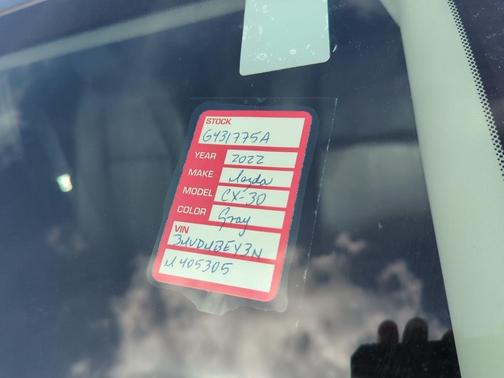 STOCK
G431775A
YEAR 2022
MAKE Mazda
MODEL CX-30
COLOR Gray
VIN
3MVDMBEY3N
M405305